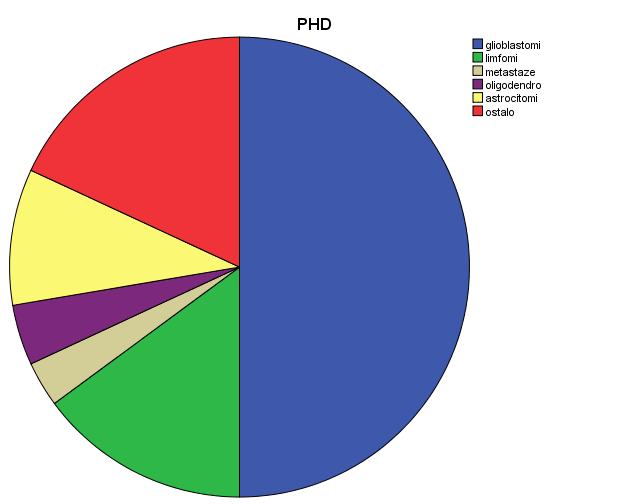 PHD
glioblastomi
limfomi
metastaze
oligodendro
astrocitomi
ostalo